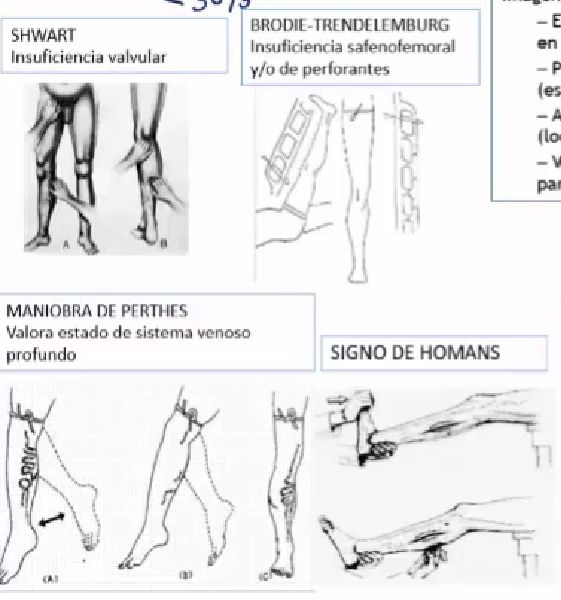 SHWART
Insuficiencia valvular
BRODIE-TRENDELEMBURG
Insuficiencia safenofemoral
y/o de perforantes
– E
en
– P
(es
– A
(lo
– V
par
A
B
MANIOBRA DE PERTHES
Valora estado de sistema venoso
profundo
SIGNO DE HOMANS
(A)
(B)
(C)